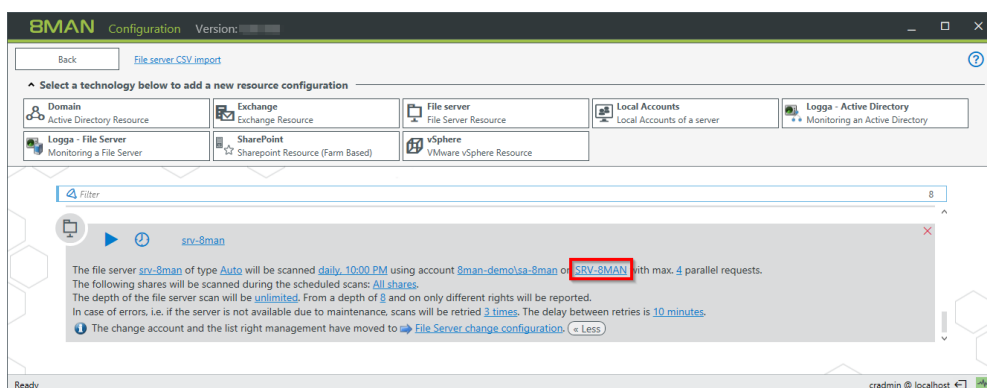 8MAN Configuration Version:
Back File server CSV import
Select a technology below to add a new resource configuration
Domain
Active Directory Resource
Exchange
Exchange Resource
File server
File Server Resource
Local Accounts
Local Accounts of a server
Logga - Active Directory
Monitoring an Active Directory
Logga - File Server
Monitoring a File Server
SharePoint
Sharepoint Resource (Farm Based)
vSphere
VMware vSphere Resource
Filter 8
srv-8man
The file server srv-8man of type Auto will be scanned daily, 10:00 PM using account 8man-demo\sa-8man on SRV-8MAN with max. 4 parallel requests.
The following shares will be scanned during the scheduled scans: All shares.
The depth of the file server scan will be unlimited. From a depth of 8 and on only different rights will be reported.
In case of errors, i.e. if the server is not available due to maintenance, scans will be retried 3 times. The delay between retries is 10 minutes.
The change account and the list right management have moved to File Server change configuration. « Less
Ready cradmin @ localhost